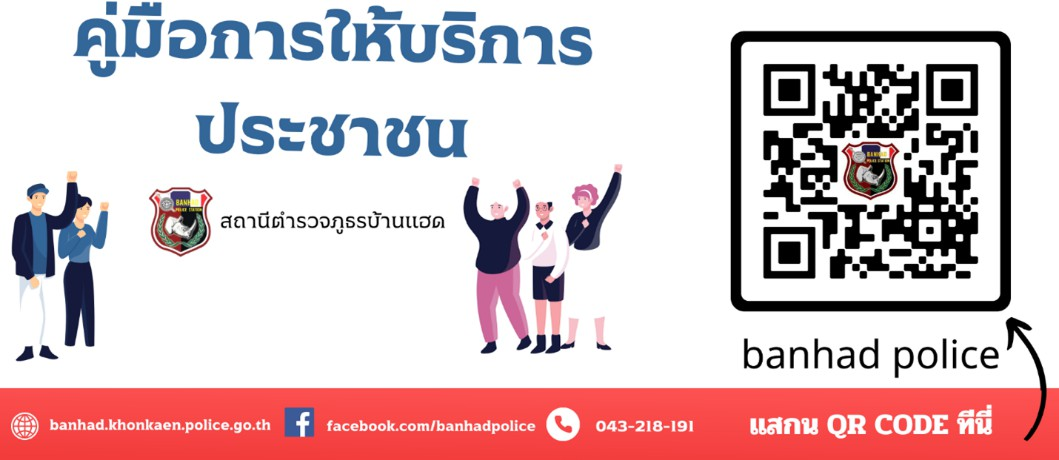 คู่มือการให้บริการ
ประชาชน
BANHAD
POLICE STATION
สถานีตำรวจภูธรบ้านแฮด
banhad police
banhad.khonkaen.police.go.th
facebook.com/banhadpolice
043-218-191
แสกน QR CODE ทีนี่